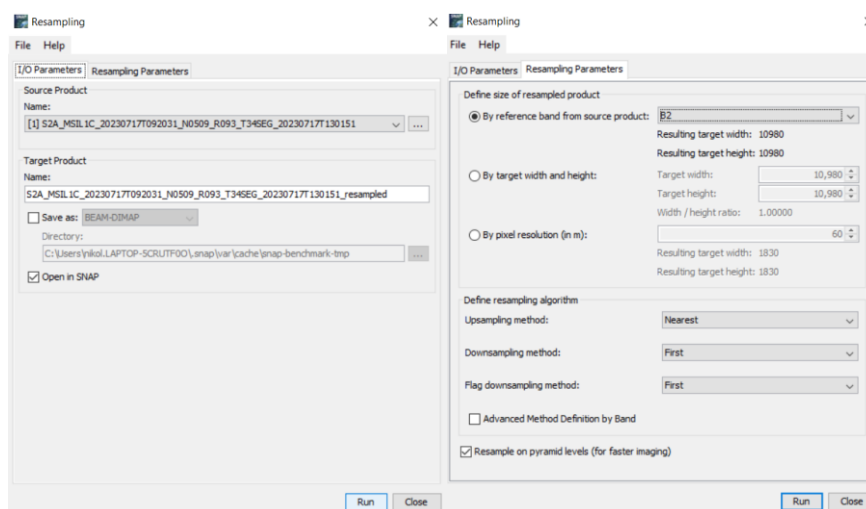 Resampling
File Help
I/O Parameters Resampling Parameters
Source Product
Name:
[1] S2A_MSIL1C_20230717T092031_N0509_R093_T34SEG_20230717T130151
...
Target Product
Name:
S2A_MSIL1C_20230717T092031_N0509_R093_T34SEG_20230717T130151_resampled
Save as: BEAM-DIMAP
Directory:
C:\Users\nikol.LAPTOP-5CRUTF0O\.snap\var\cache\snap-benchmark-tmp
...
Open in SNAP
Run Close
Resampling
File Help
I/O Parameters Resampling Parameters
Define size of resampled product
By reference band from source product: B2
Resulting target width: 10980
Resulting target height: 10980
By target width and height: Target width: 10,980
Target height: 10,980
Width / height ratio: 1.00000
By pixel resolution (in m): 60
Resulting target width: 1830
Resulting target height: 1830
Define resampling algorithm
Upsampling method: Nearest
Downsampling method: First
Flag downsampling method: First
Advanced Method Definition by Band
Resample on pyramid levels (for faster imaging)
Run Close